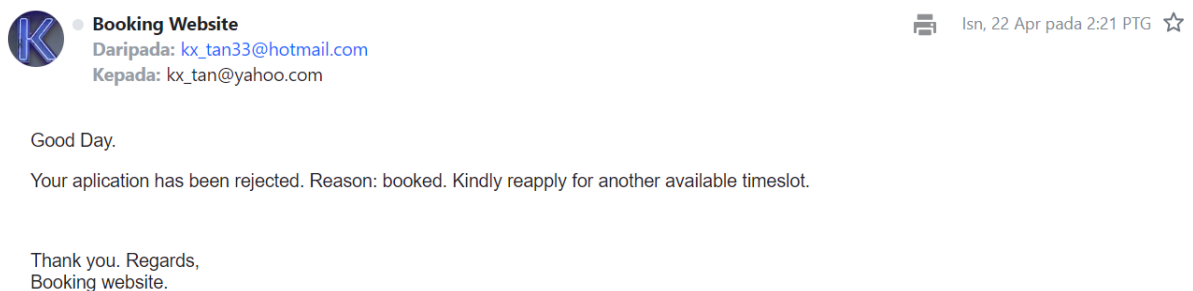 K
Booking Website
Isn, 22 Apr pada 2:21 PTG
Daripada: kx_tan33@hotmail.com
Kepada: kx_tan@yahoo.com
Good Day.
Your aplication has been rejected. Reason: booked. Kindly reapply for another available timeslot.
Thank you. Regards,
Booking website.